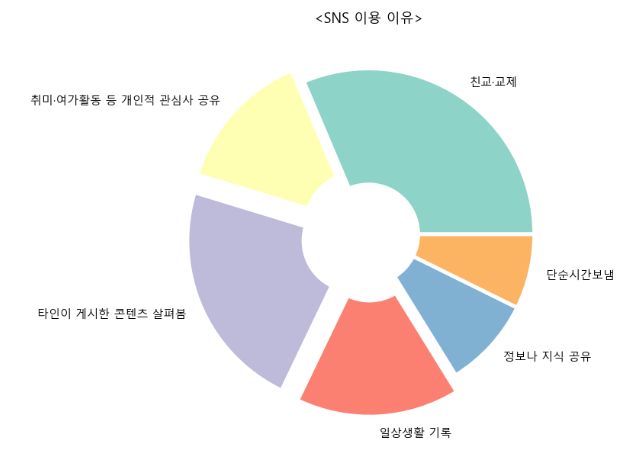 <SNS 이용 이유>
친교·교제
취미·여가활동 등 개인적 관심사 공유
단순시간보냄
타인이 게시한 콘텐츠 살펴봄
정보나 지식 공유
일상생활 기록